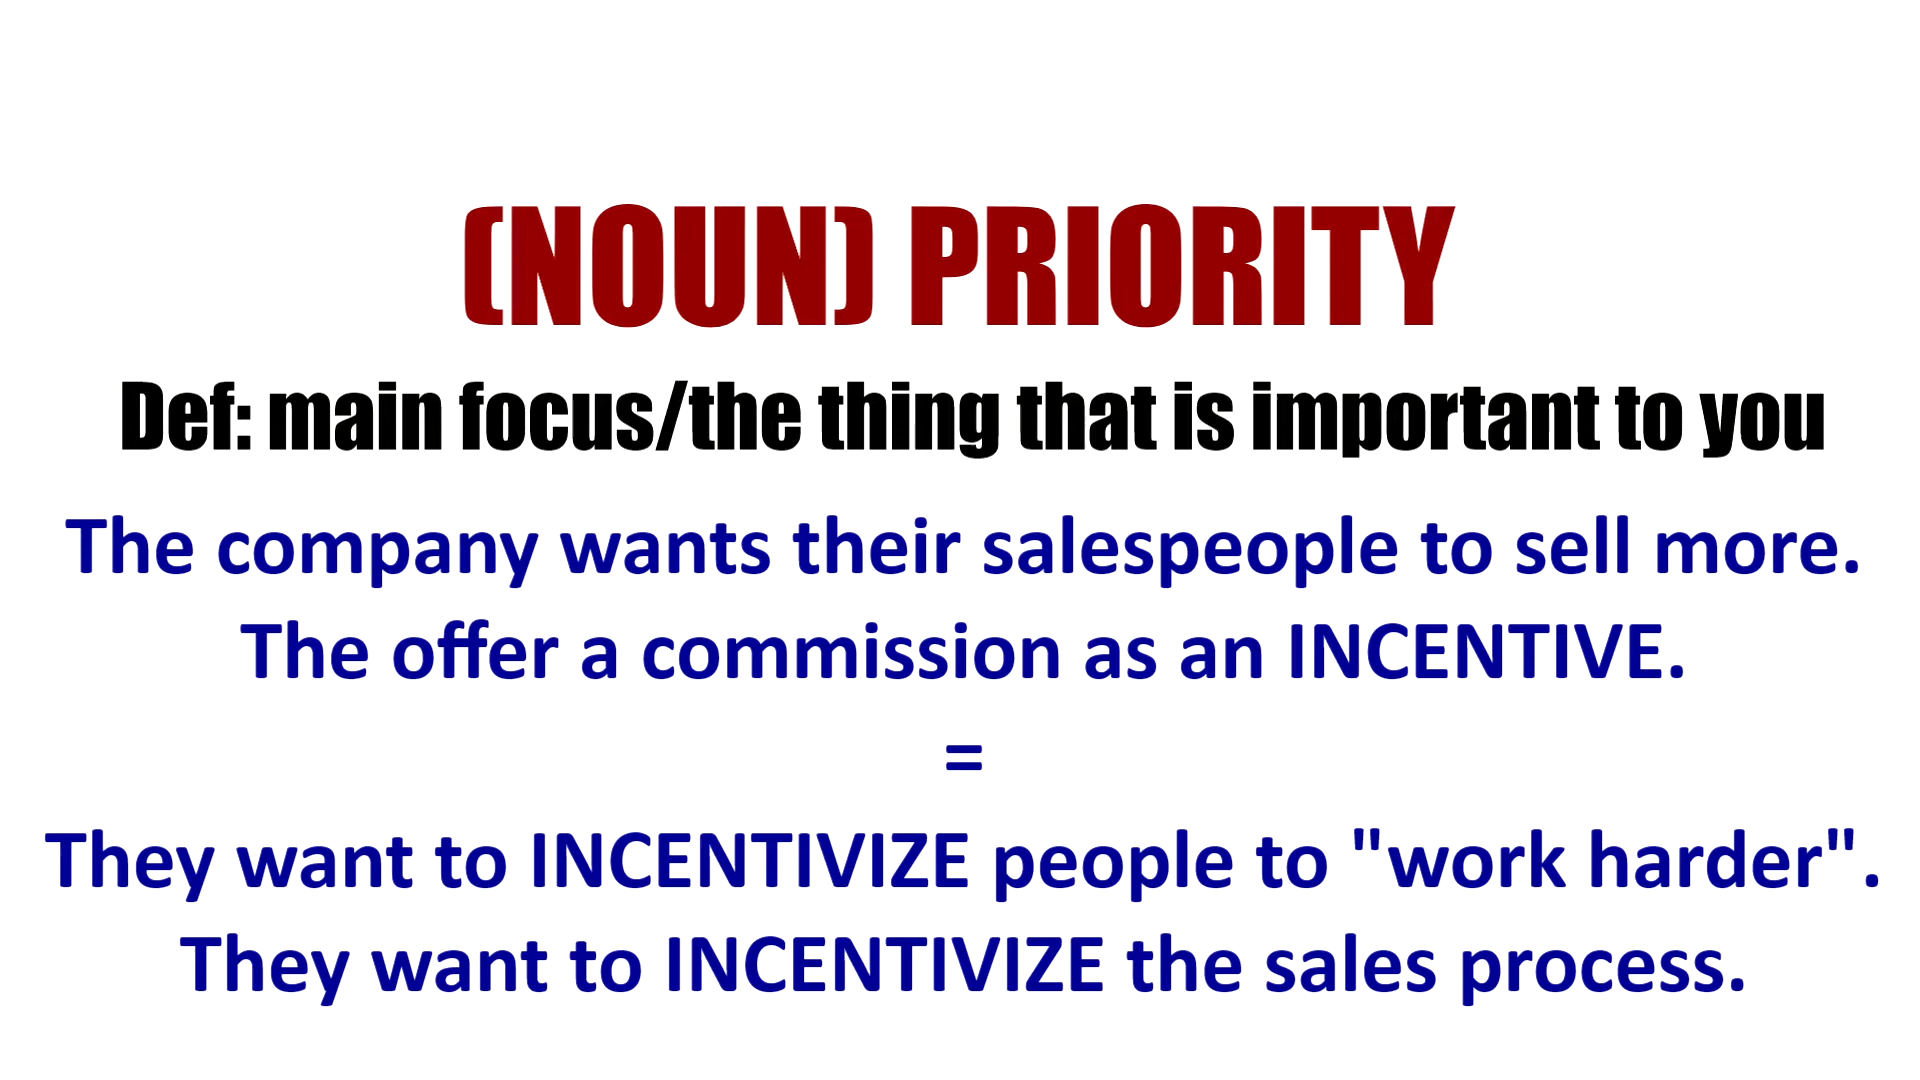 (NOUN) PRIORITY
Def: main focus/the thing that is important to you
The company wants their salespeople to sell more.
The offer a commission as an INCENTIVE.
=
They want to INCENTIVIZE people to "work harder".
They want to INCENTIVIZE the sales process.